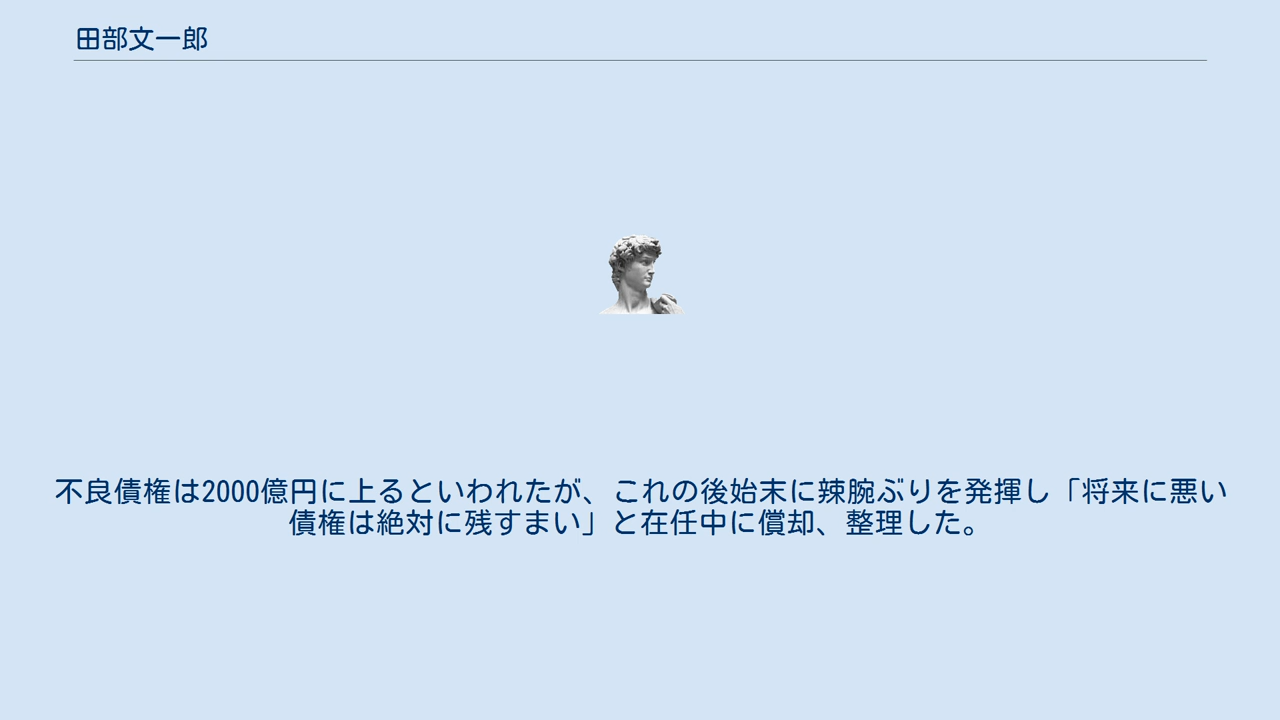 田部文一郎
不良債権は2000億円に上るといわれたが、これの後始末に辣腕ぶりを発揮し「将来に悪い
債権は絶対に残すまい」と在任中に償却、整理した。